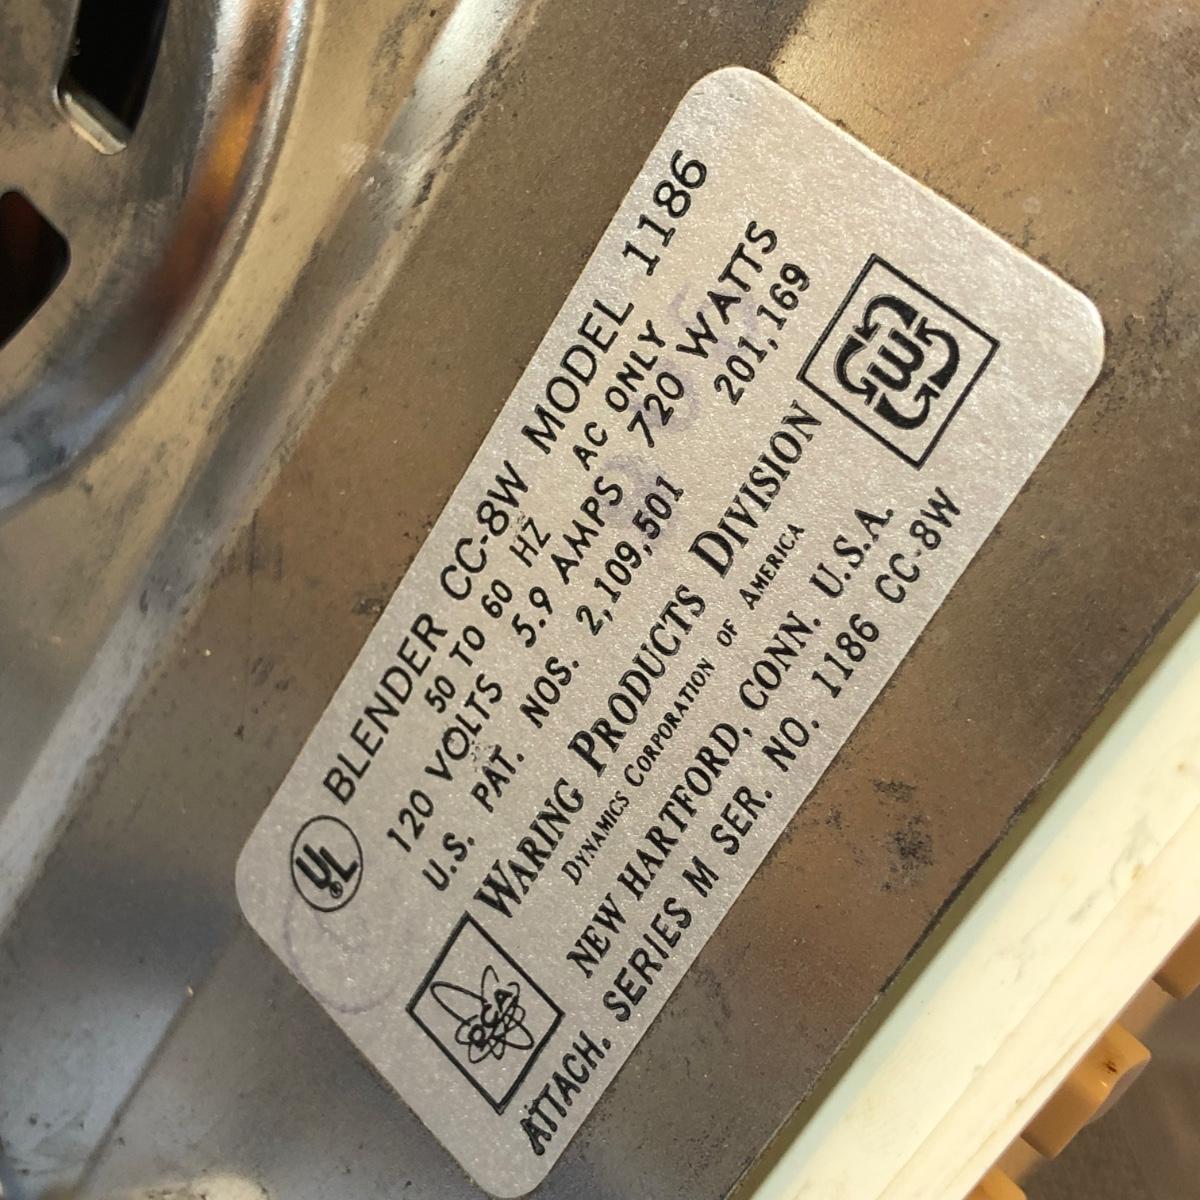 BLENDER CC-8W MODEL 1186
50 TO 60 HZ AC ONLY
120 VOLTS 5.9 AMPS 720 WATTS
U.S. PAT. NOS. 2,109,501 201,169
WARING PRODUCTS DIVISION
DYNAMICS CORPORATION OF AMERICA
NEW HARTFORD, CONN. U.S.A.
ATTACH. SERIES M SER. NO. 1186 CC-8W
UL
®
DCA
W